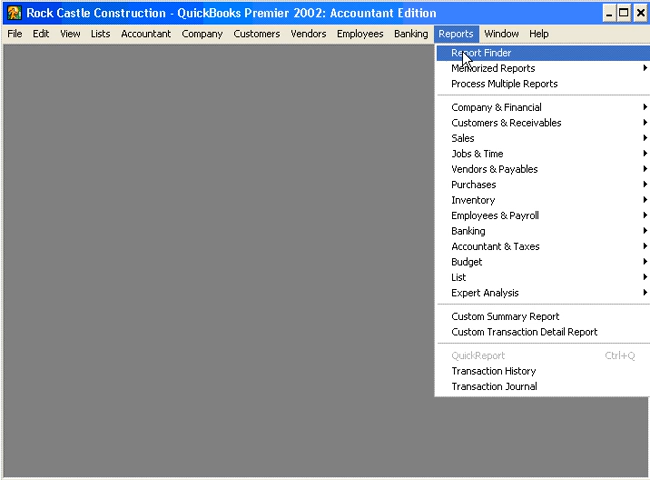 Rock Castle Construction - QuickBooks Premier 2002: Accountant Edition
File Edit View Lists Accountant Company Customers Vendors Employees Banking Reports Window Help
Report Finder
Memorized Reports
Process Multiple Reports
Company & Financial
Customers & Receivables
Sales
Jobs & Time
Vendors & Payables
Purchases
Inventory
Employees & Payroll
Banking
Accountant & Taxes
Budget
List
Expert Analysis
Custom Summary Report
Custom Transaction Detail Report
QuickReport Ctrl+Q
Transaction History
Transaction Journal